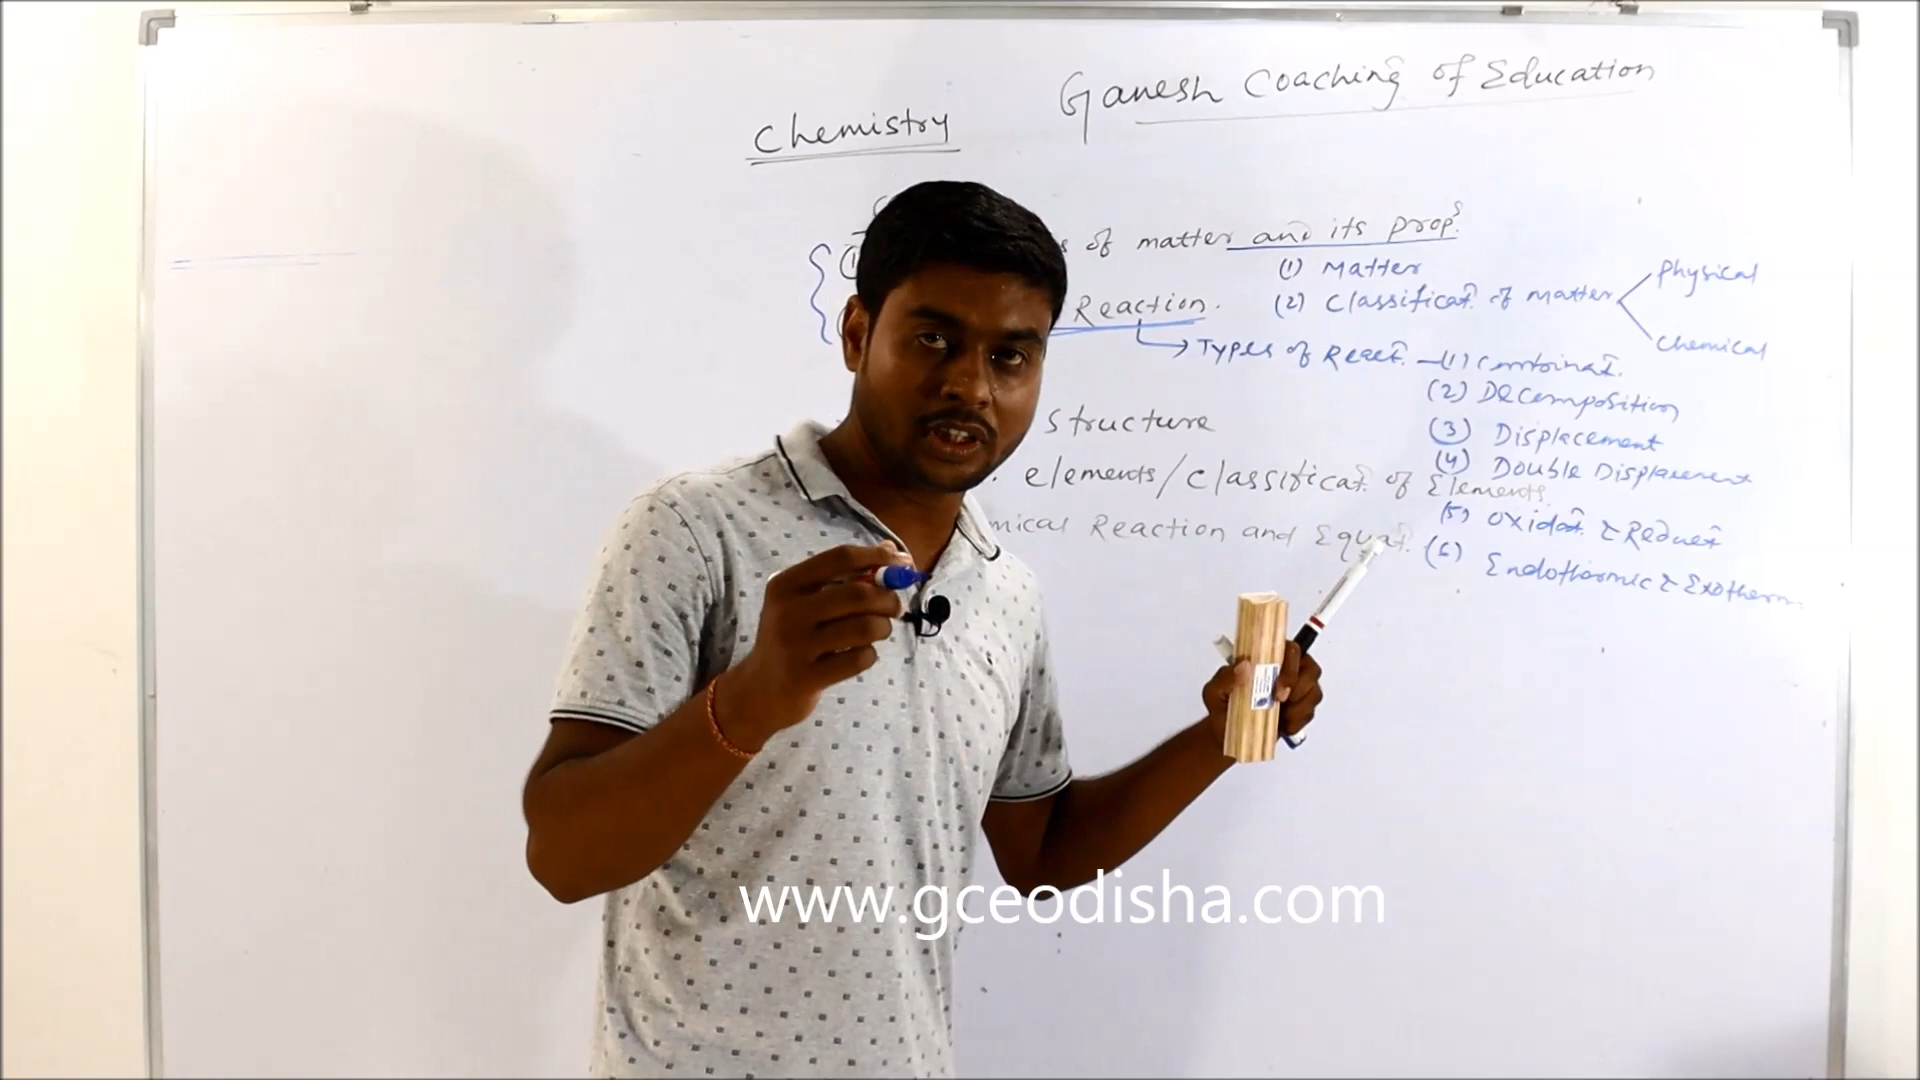 Ganesh Coaching of Education
Chemistry
of matter and its prop.s
(1) Matter
(2) Classificat. of matter
Physical
Chemical
Reaction.
Types of React. - (1) Combinat.
(2) Decomposition
(3) Displacement
(4) Double Displacement
(5) Oxidat. & Reduct.
(6) Endothermic & Exotherm
Structure
elements/classificat. of Elements
mical Reaction and Equat.
www.gceodisha.com